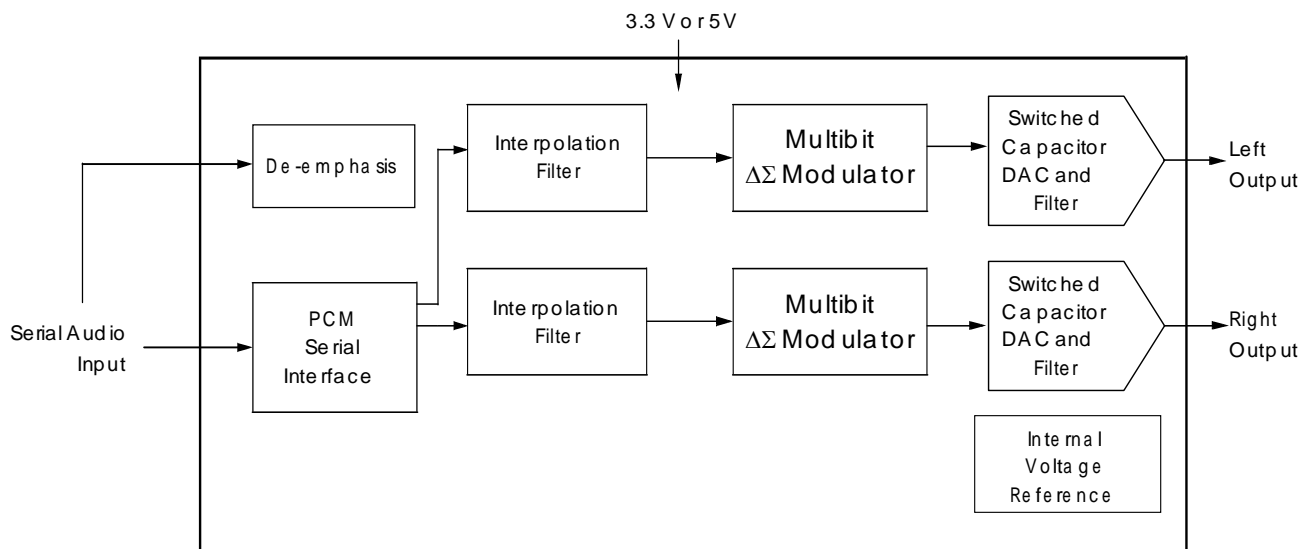 3.3 V or 5V
De-emphasis
Interpolation
Filter
Multibit
ΔΣ Modulator
Switched
Capacitor
DAC and
Filter
Left
Output
Serial Audio
Input
PCM
Serial
Interface
Interpolation
Filter
Multibit
ΔΣ Modulator
Switched
Capacitor
DAC and
Filter
Right
Output
Internal
Voltage
Reference